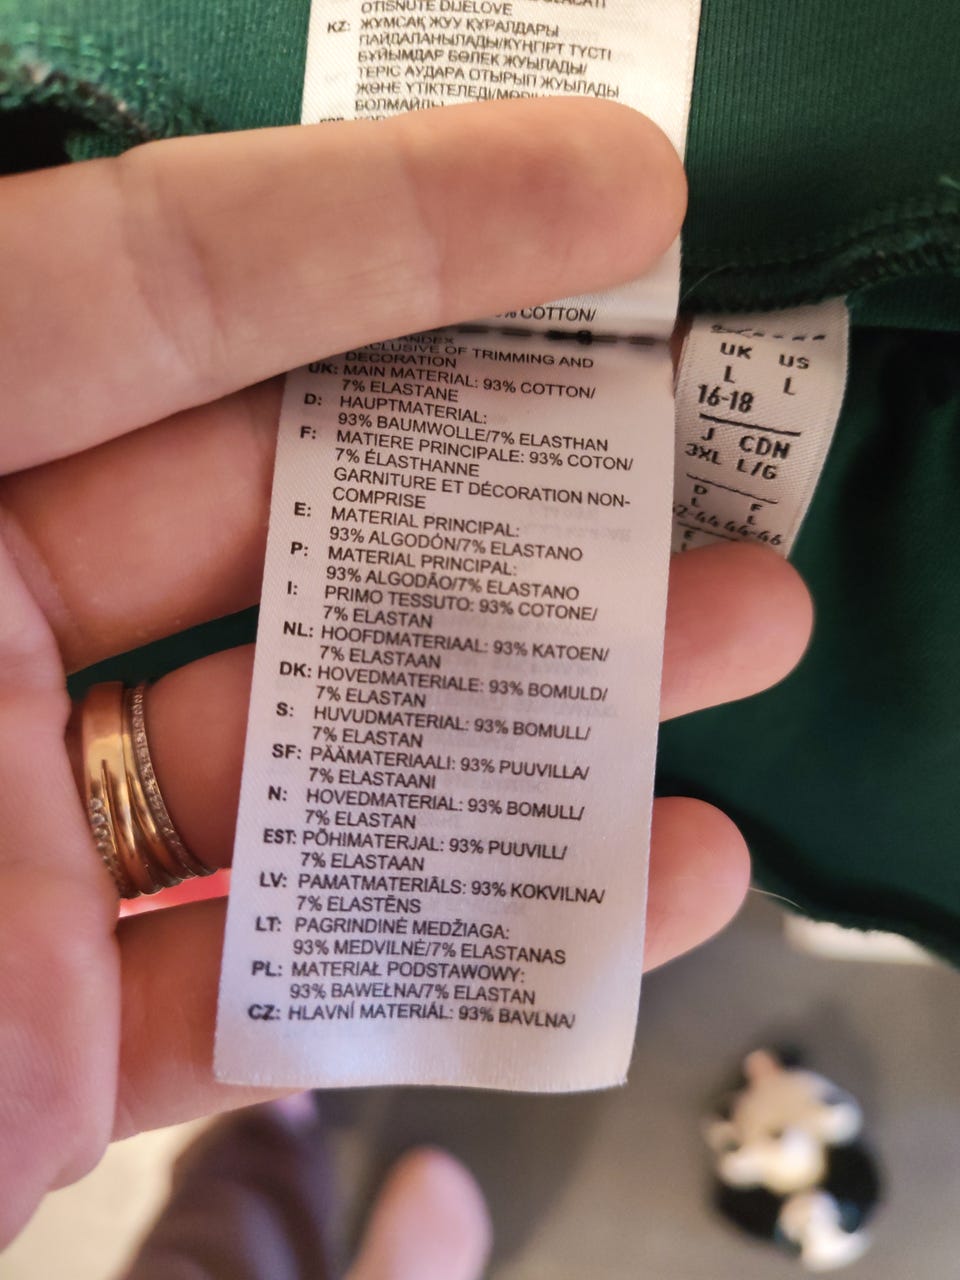 OTISNUTE DIJELOVE
KZ: ЖҰМСАҚ ЖУУ ҚҰРАЛДАРЫ
ПАЙДАЛАНЫЛАДЫ/КҮҢГІРТ ТҮСТІ
БҰЙЫМДАР БӨЛЕК ЖУЫЛАДЫ/
ТЕРІС АУДАРА ОТЫРЫП ЖУЫЛАДЫ
ЖӘНЕ ҮТІКТЕЛЕДІ/
БОЛМАЙДЫ
% COTTON/
EXCLUSIVE OF TRIMMING AND
DECORATION
UK: MAIN MATERIAL: 93% COTTON/
7% ELASTANE
D: HAUPTMATERIAL:
93% BAUMWOLLE/7% ELASTHAN
F: MATIERE PRINCIPALE: 93% COTON/
7% ÉLASTHANNE
GARNITURE ET DÉCORATION NON-
COMPRISE
E: MATERIAL PRINCIPAL:
93% ALGODÓN/7% ELASTANO
P: MATERIAL PRINCIPAL:
93% ALGODÃO/7% ELASTANO
I: PRIMO TESSUTO: 93% COTONE/
7% ELASTAN
NL: HOOFDMATERIAAL: 93% KATOEN/
7% ELASTAAN
DK: HOVEDMATERIALE: 93% BOMULD/
7% ELASTAN
S: HUVUDMATERIAL: 93% BOMULL/
7% ELASTAN
SF: PÄÄMATERIAALI: 93% PUUVILLA/
7% ELASTAANI
N: HOVEDMATERIAL: 93% BOMULL/
7% ELASTAN
EST: PÕHIMATERJAL: 93% PUUVILL/
7% ELASTAAN
LV: PAMATMATERIĀLS: 93% KOKVILNA/
7% ELASTĒNS
LT: PAGRINDINĖ MEDŽIAGA:
93% MEDVILNĖ/7% ELASTANAS
PL: MATERIAŁ PODSTAWOWY:
93% BAWEŁNA/7% ELASTAN
CZ: HLAVNÍ MATERIÁL: 93% BAVLNA/
UK US
L L
16-18
J CDN
3XL L/G
D F
L L
44-46
E
L